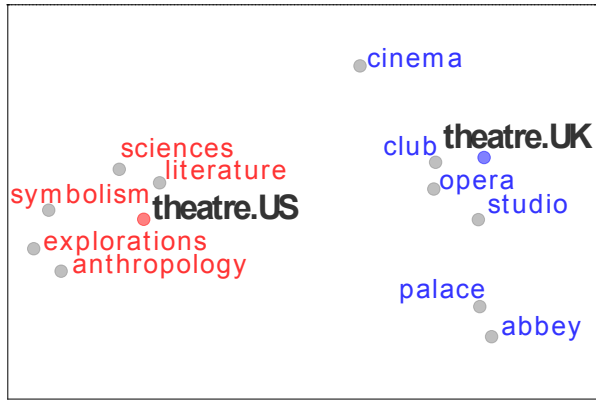 cinema
theatre.UK
club
sciences
literature
opera
symbolism
theatre.US
studio
explorations
anthropology
palace
abbey